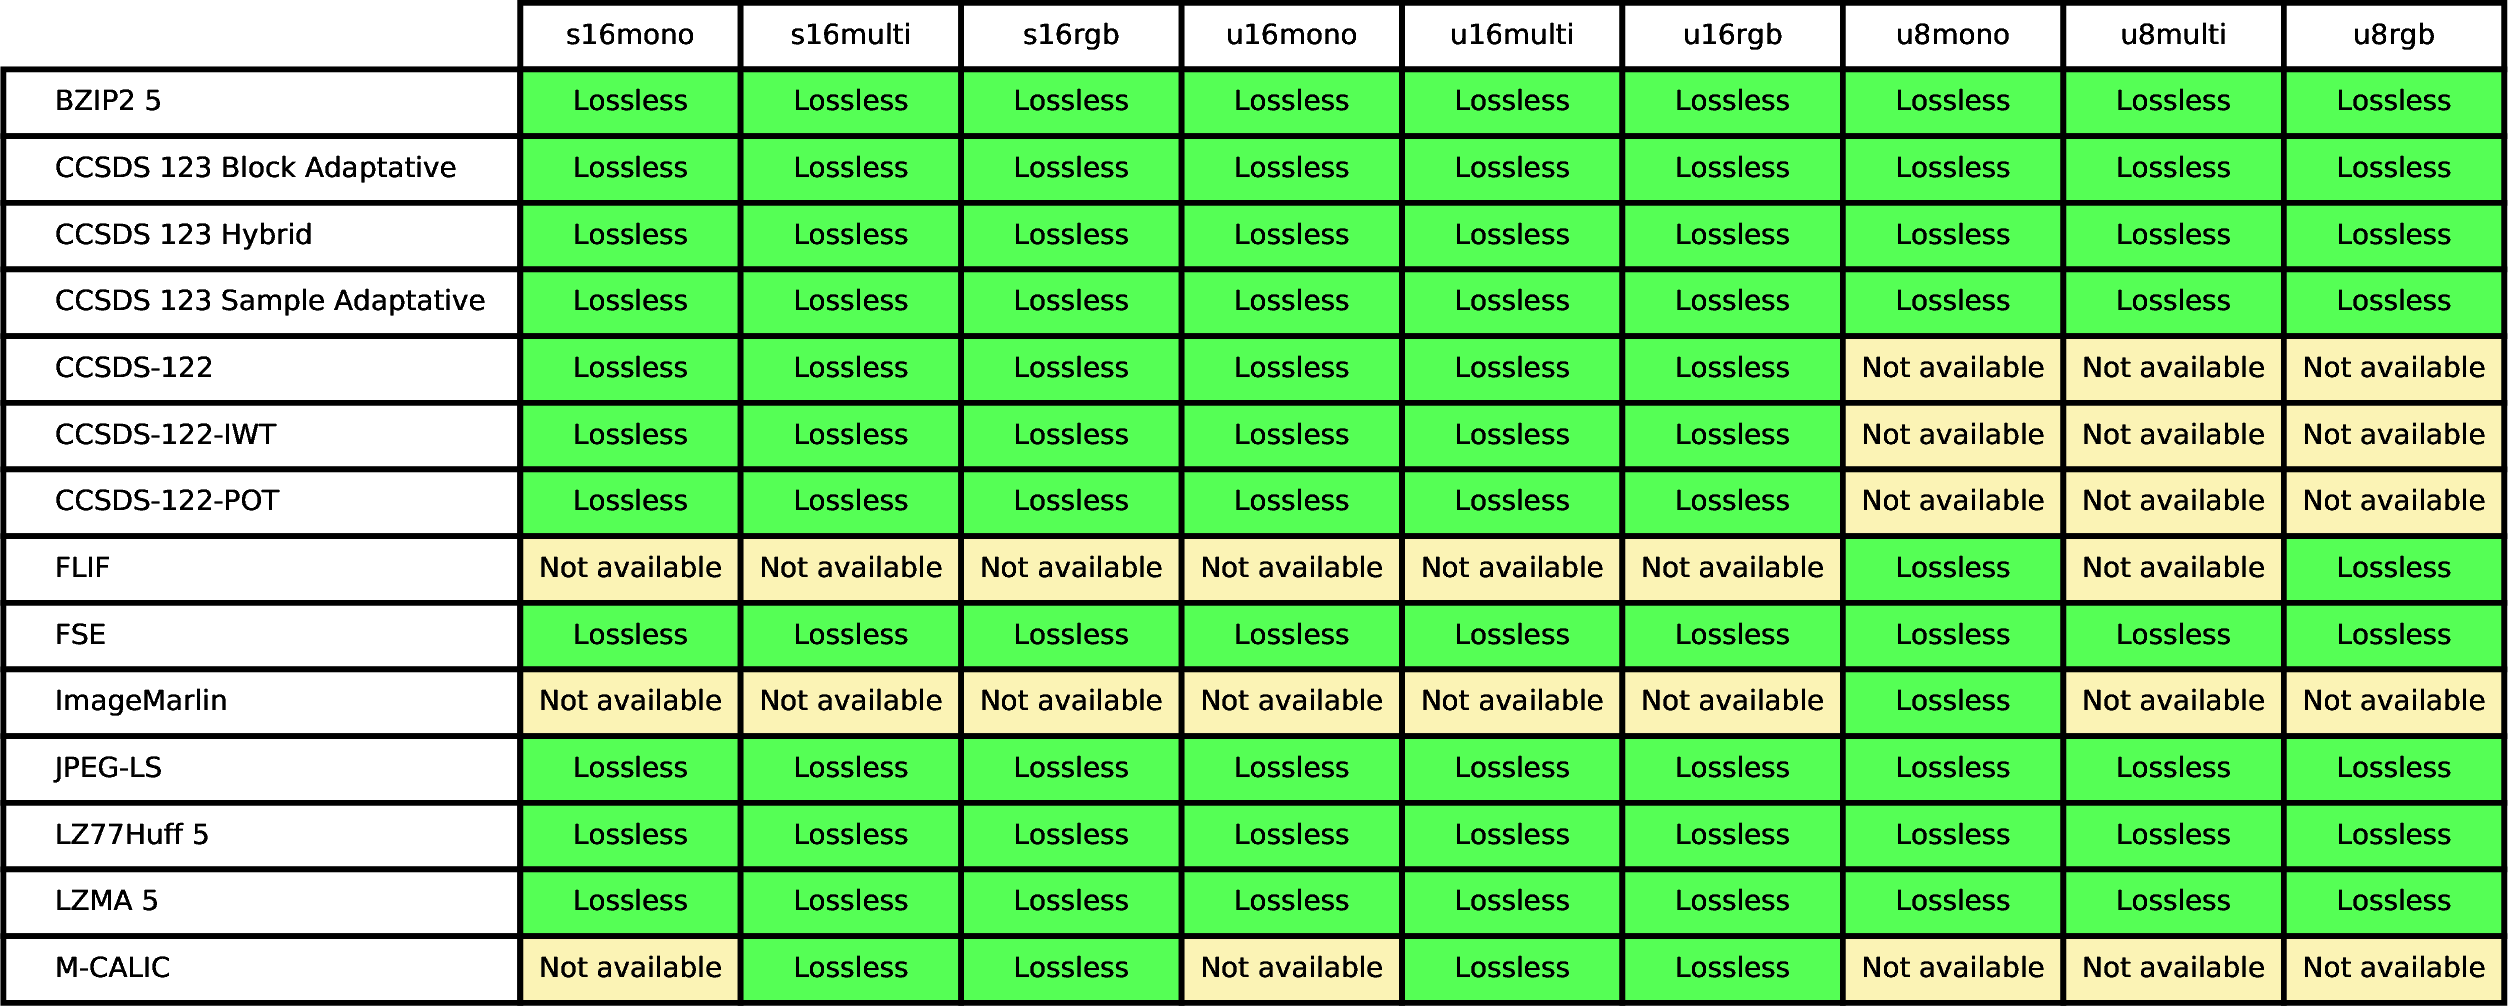 s16mono s16multi s16rgb u16mono u16multi u16rgb u8mono u8multi u8rgb
BZIP2 5 Lossless Lossless Lossless Lossless Lossless Lossless Lossless Lossless Lossless
CCSDS 123 Block Adaptative Lossless Lossless Lossless Lossless Lossless Lossless Lossless Lossless Lossless
CCSDS 123 Hybrid Lossless Lossless Lossless Lossless Lossless Lossless Lossless Lossless Lossless
CCSDS 123 Sample Adaptative Lossless Lossless Lossless Lossless Lossless Lossless Lossless Lossless Lossless
CCSDS-122 Lossless Lossless Lossless Lossless Lossless Lossless Not available Not available Not available
CCSDS-122-IWT Lossless Lossless Lossless Lossless Lossless Lossless Not available Not available Not available
CCSDS-122-POT Lossless Lossless Lossless Lossless Lossless Lossless Not available Not available Not available
FLIF Not available Not available Not available Not available Not available Not available Lossless Not available Lossless
FSE Lossless Lossless Lossless Lossless Lossless Lossless Lossless Lossless Lossless
ImageMarlin Not available Not available Not available Not available Not available Not available Lossless Not available Not available
JPEG-LS Lossless Lossless Lossless Lossless Lossless Lossless Lossless Lossless Lossless
LZ77Huff 5 Lossless Lossless Lossless Lossless Lossless Lossless Lossless Lossless Lossless
LZMA 5 Lossless Lossless Lossless Lossless Lossless Lossless Lossless Lossless Lossless
M-CALIC Not available Lossless Lossless Not available Lossless Lossless Not available Not available Not available